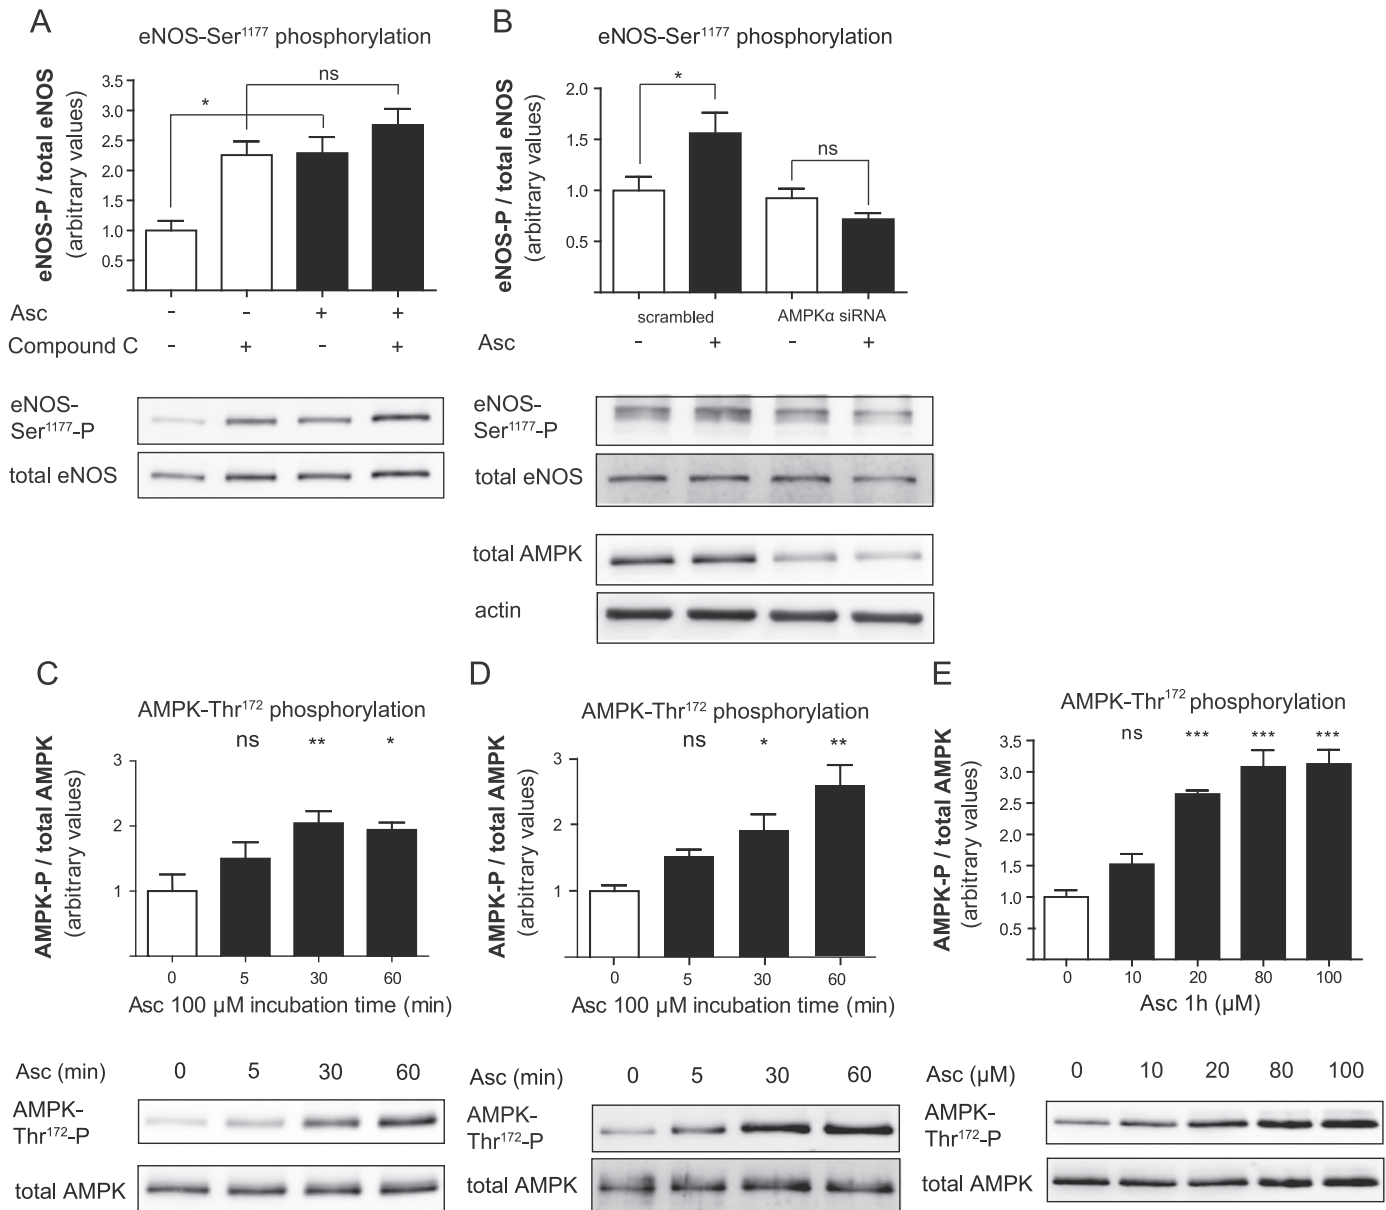 A
eNOS-Ser¹¹⁷⁷ phosphorylation
eNOS-P / total eNOS
(arbitrary values)
3.5
3.0
2.5
2.0
1.5
1.0
0.5
*
ns
Asc - - + +
Compound C - + - +
eNOS-
Ser¹¹⁷⁷-P
total eNOS
B
eNOS-Ser¹¹⁷⁷ phosphorylation
eNOS-P / total eNOS
(arbitrary values)
2.0
1.5
1.0
0.5
*
ns
scrambled AMPKα siRNA
Asc - + - +
eNOS-
Ser¹¹⁷⁷-P
total eNOS
total AMPK
actin
C
AMPK-Thr¹⁷² phosphorylation
AMPK-P / total AMPK
(arbitrary values)
ns ** *
3
2
1
0 5 30 60
Asc 100 µM incubation time (min)
Asc (min) 0 5 30 60
AMPK-
Thr¹⁷²-P
total AMPK
D
AMPK-Thr¹⁷² phosphorylation
AMPK-P / total AMPK
(arbitrary values)
ns * **
3
2
1
0 5 30 60
Asc 100 µM incubation time (min)
Asc (min) 0 5 30 60
AMPK-
Thr¹⁷²-P
total AMPK
E
AMPK-Thr¹⁷² phosphorylation
AMPK-P / total AMPK
(arbitrary values)
ns *** *** ***
3.5
3.0
2.5
2.0
1.5
1.0
0.5
0 10 20 80 100
Asc 1h (µM)
Asc (µM) 0 10 20 80 100
AMPK-
Thr¹⁷²-P
total AMPK